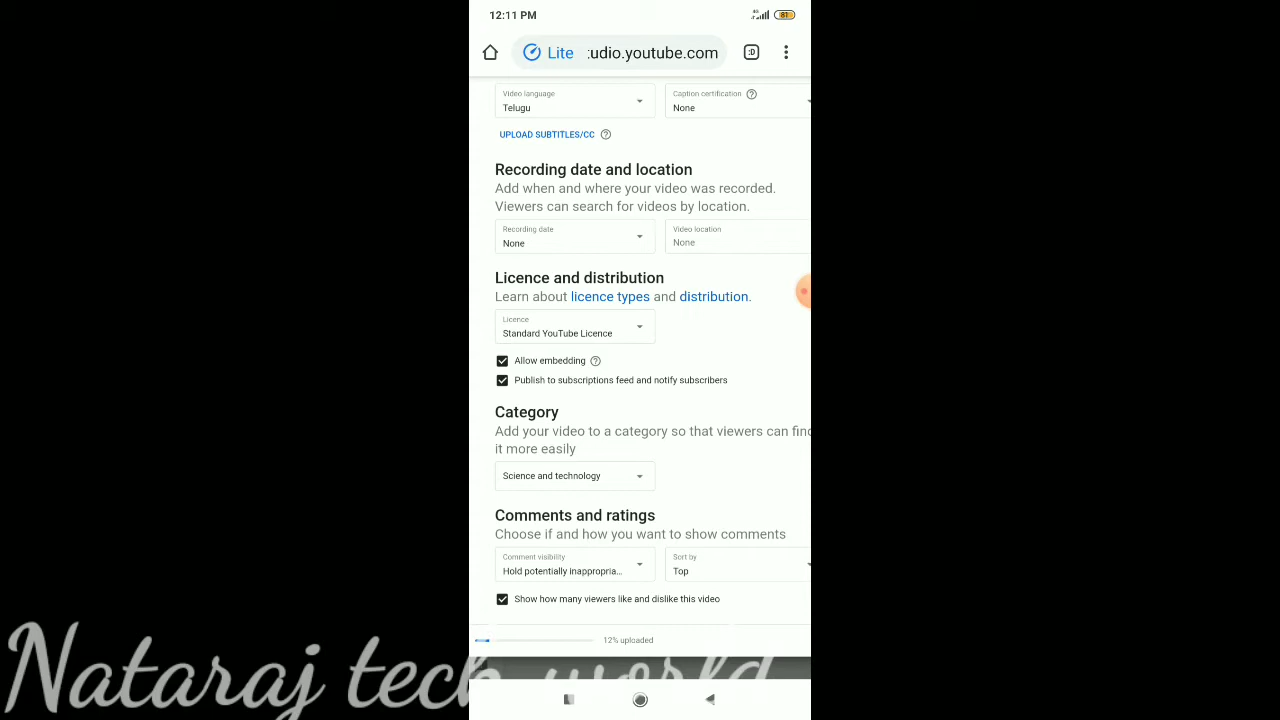 12:11 PM
4G
81
Lite
:udio.youtube.com
:D
Video language
Telugu
Caption certification
None
UPLOAD SUBTITLES/CC
Recording date and location
Add when and where your video was recorded.
Viewers can search for videos by location.
Recording date
None
Video location
None
Licence and distribution
Learn about licence types and distribution.
Licence
Standard YouTube Licence
Allow embedding
Publish to subscriptions feed and notify subscribers
Category
Add your video to a category so that viewers can find
it more easily
Science and technology
Comments and ratings
Choose if and how you want to show comments
Comment visibility
Hold potentially inappropria...
Sort by
Top
Show how many viewers like and dislike this video
12% uploaded
Nataraj tech world